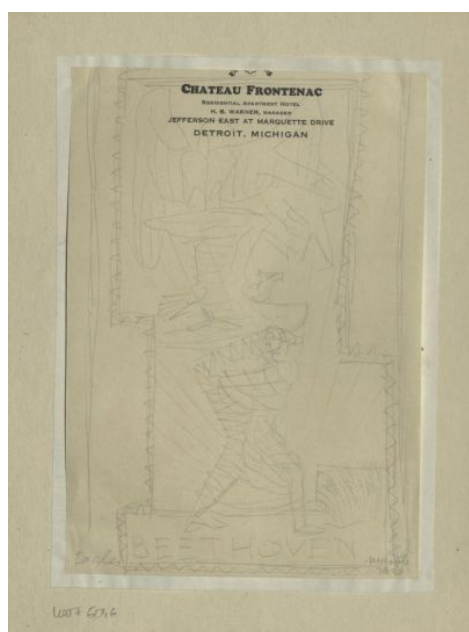 CHATEAU FRONTENAC
RESIDENTIAL APARTMENT HOTEL
H. B. WARNER, MANAGER
JEFFERSON EAST AT MARQUETTE DRIVE
DETROIT, MICHIGAN
BEETHOVEN